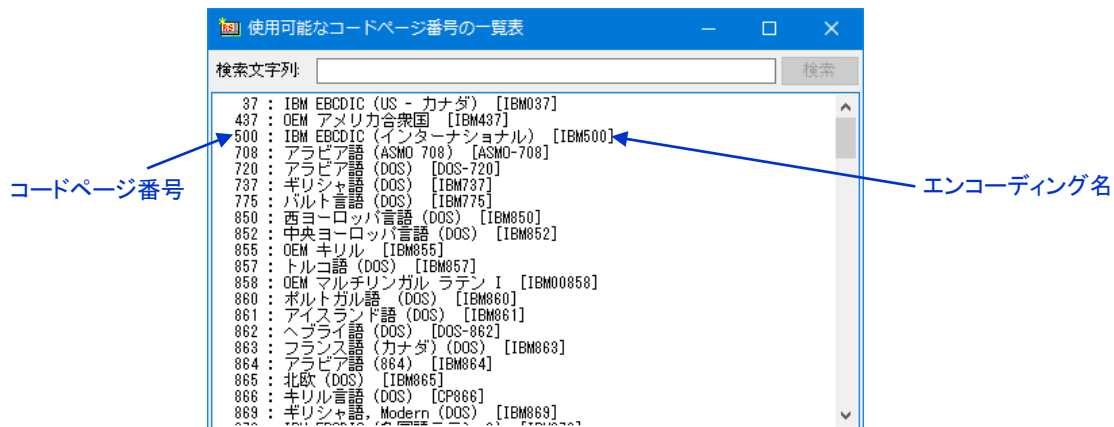 使用可能なコードページ番号の一覧表
検索文字列: 検索
37 : IBM EBCDIC (US - カナダ) [IBM037]
437 : OEM アメリカ合衆国 [IBM437]
500 : IBM EBCDIC (インターナショナル) [IBM500]
708 : アラビア語 (ASMO 708) [ASMO-708]
720 : アラビア語 (DOS) [DOS-720]
737 : ギリシャ語 (DOS) [IBM737]
775 : バルト言語 (DOS) [IBM775]
コードページ番号
エンコーディング名
850 : 西ヨーロッパ言語 (DOS) [IBM850]
852 : 中央ヨーロッパ言語 (DOS) [IBM852]
855 : OEM キリル [IBM855]
857 : トルコ語 (DOS) [IBM857]
858 : OEM マルチリンガル ラテン I [IBM00858]
860 : ポルトガル語 (DOS) [IBM860]
861 : アイスランド語 (DOS) [IBM861]
862 : ヘブライ語 (DOS) [DOS-862]
863 : フランス語 (カナダ) (DOS) [IBM863]
864 : アラビア語 (864) [IBM864]
865 : 北欧 (DOS) [IBM865]
866 : キリル言語 (DOS) [CP866]
869 : ギリシャ語, Modern (DOS) [IBM869]